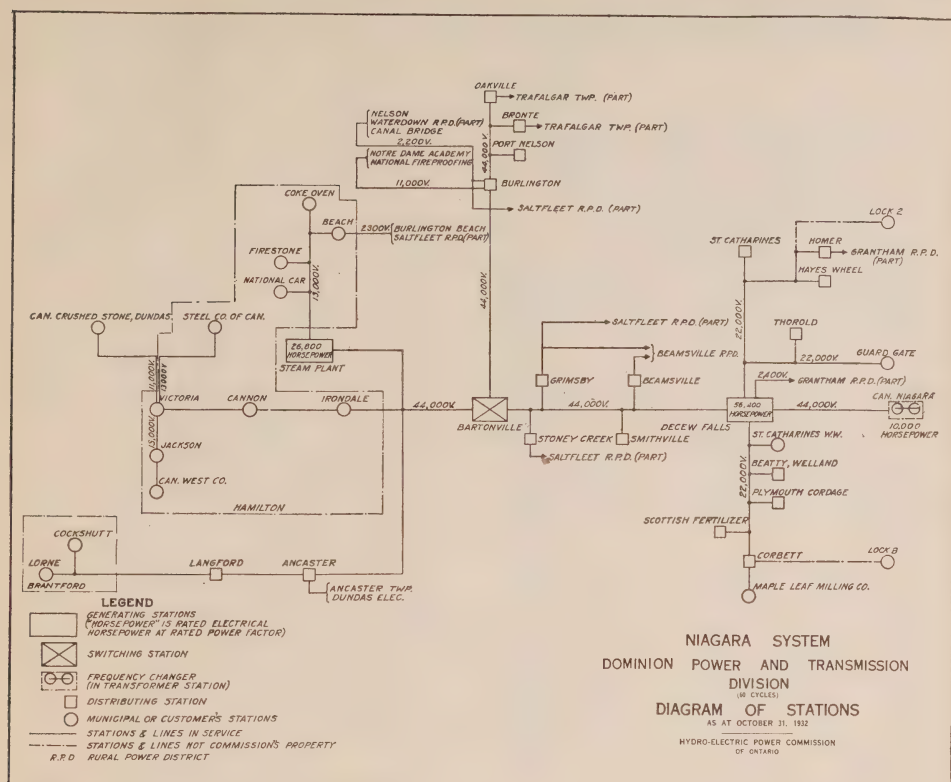 OAKVILLE
TRAFALGAR TWP. (PART)
BRONTE
TRAFALGAR TWP. (PART)
PORT NELSON
44,000V.
NELSON
WATERDOWN R.P.D.(PART)
CANAL BRIDGE
2,200V.
NOTRE DAME ACADEMY
NATIONAL FIREPROOFING
11,000V.
BURLINGTON
SALTFLEET R.P.D. (PART)
COKE OVEN
BEACH
2300V.
BURLINGTON BEACH
SALTFLEET R.P.D.(PART)
FIRESTONE
NATIONAL CAR
13,000V.
CAN. CRUSHED STONE, DUNDAS.
STEEL CO. OF CAN.
26,800
HORSEPOWER
STEAM PLANT
11,000V.
13000V
VICTORIA
CANNON
IRONDALE
13,000V.
JACKSON
CAN. WEST CO.
HAMILTON
44,000V.
44,000V.
BARTONVILLE
SALTFLEET R.P.D. (PART)
BEAMSVILLE R.P.D.
GRIMSBY
BEAMSVILLE
44,000V.
STONEY CREEK
SMITHVILLE
SALTFLEET R.P.D. (PART)
ST. CATHARINES
LOCK 2
HOMER
GRANTHAM R.P.D.
(PART)
HAYES WHEEL
22,000V.
THOROLD
22,000V.
GUARD GATE
2,400V.
GRANTHAM R.P.D.(PART)
56,400
HORSEPOWER
DECEW FALLS
44,000V.
CAN. NIAGARA
10,000
HORSEPOWER
ST. CATHARINES W.W.
BEATTY, WELLAND
22,000V.
PLYMOUTH CORDAGE
SCOTTISH FERTILIZER
CORBETT
LOCK 8
MAPLE LEAF MILLING CO.
COCKSHUTT
LORNE
BRANTFORD
LANGFORD
ANCASTER
ANCASTER TWP.
DUNDAS ELEC.
LEGEND
GENERATING STATIONS
("HORSEPOWER" IS RATED ELECTRICAL
HORSEPOWER AT RATED POWER FACTOR)
SWITCHING STATION
FREQUENCY CHANGER
(IN TRANSFORMER STATION)
DISTRIBUTING STATION
MUNICIPAL OR CUSTOMER'S STATIONS
STATIONS & LINES IN SERVICE
STATIONS & LINES NOT COMMISSION'S PROPERTY
R.P.D RURAL POWER DISTRICT
NIAGARA SYSTEM
DOMINION POWER AND TRANSMISSION
DIVISION
(60 CYCLES)
DIAGRAM OF STATIONS
AS AT OCTOBER 31, 1932
HYDRO-ELECTRIC POWER COMMISSION
OF ONTARIO